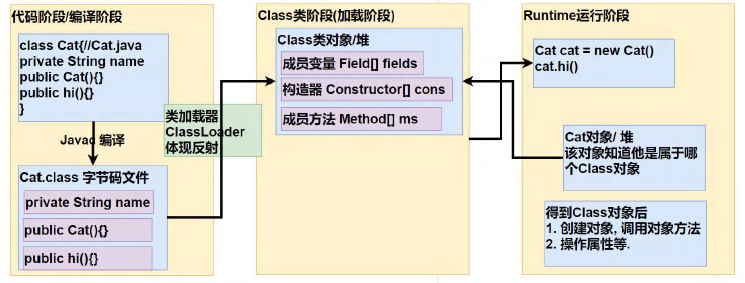 代码阶段/编译阶段
class Cat{//Cat.java
private String name
public Cat(){}
public hi(){}
}
Javac 编译
Cat.class 字节码文件
private String name
public Cat(){}
public hi(){}
类加载器
ClassLoader
体现反射
Class类阶段(加载阶段)
Class类对象/堆
成员变量 Field[] fields
构造器 Constructor[] cons
成员方法 Method[] ms
Runtime运行阶段
Cat cat = new Cat()
cat.hi()
Cat对象/ 堆
该对象知道他是属于哪
个Class对象
得到Class对象后
1. 创建对象, 调用对象方法
2. 操作属性等.